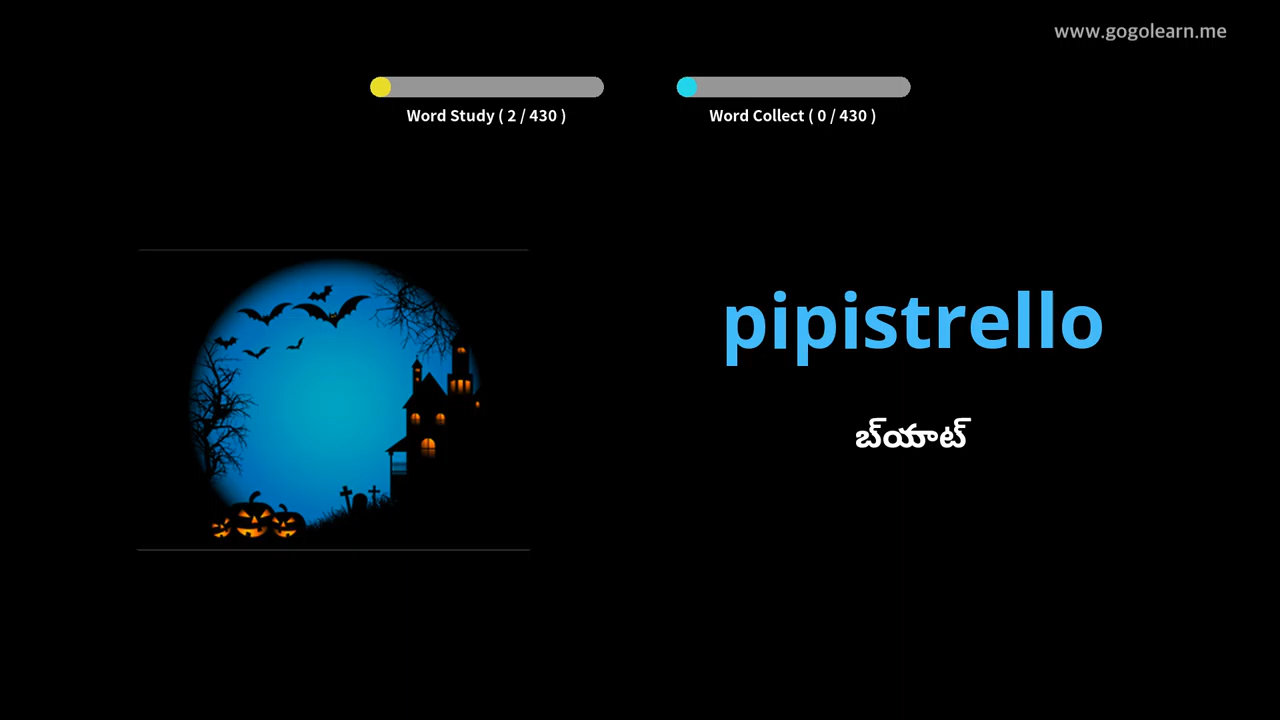 www.gogolearn.me
Word Study ( 2 / 430 )
Word Collect ( 0 / 430 )
pipistrello
బ్‌యాట్